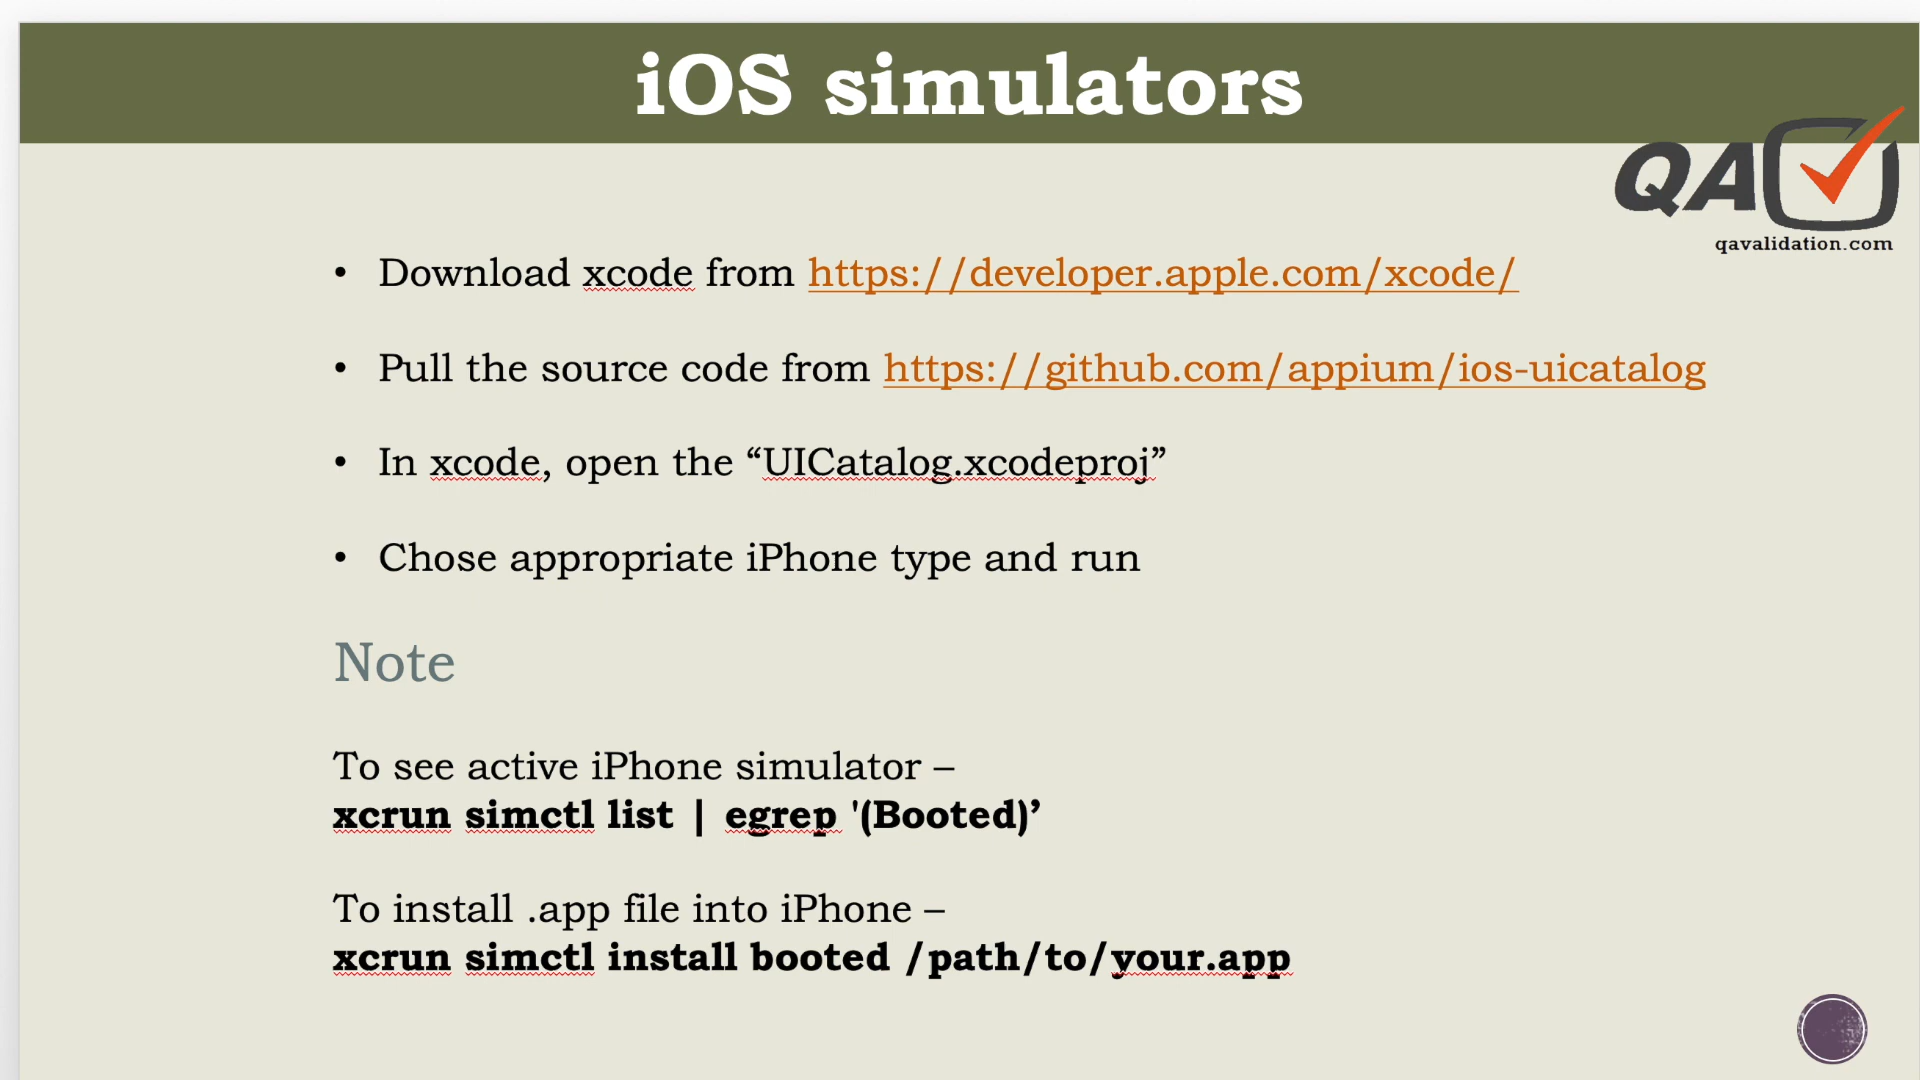 iOS simulators
QA
qavalidation.com
• Download xcode from https://developer.apple.com/xcode/
• Pull the source code from https://github.com/appium/ios-uicatalog
• In xcode, open the “UICatalog.xcodeproj”
• Chose appropriate iPhone type and run
Note
To see active iPhone simulator –
xcrun simctl list | egrep '(Booted)’
To install .app file into iPhone –
xcrun simctl install booted /path/to/your.app